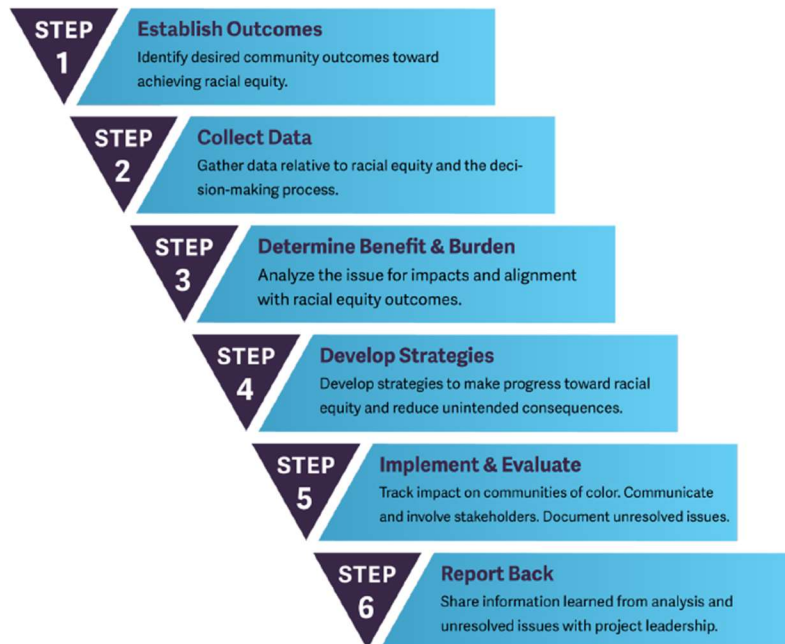 STEP
1
Establish Outcomes
Identify desired community outcomes toward
achieving racial equity.
STEP
2
Collect Data
Gather data relative to racial equity and the deci-
sion-making process.
STEP
3
Determine Benefit & Burden
Analyze the issue for impacts and alignment
with racial equity outcomes.
STEP
4
Develop Strategies
Develop strategies to make progress toward racial
equity and reduce unintended consequences.
STEP
5
Implement & Evaluate
Track impact on communities of color. Communicate
and involve stakeholders. Document unresolved issues.
STEP
6
Report Back
Share information learned from analysis and
unresolved issues with project leadership.